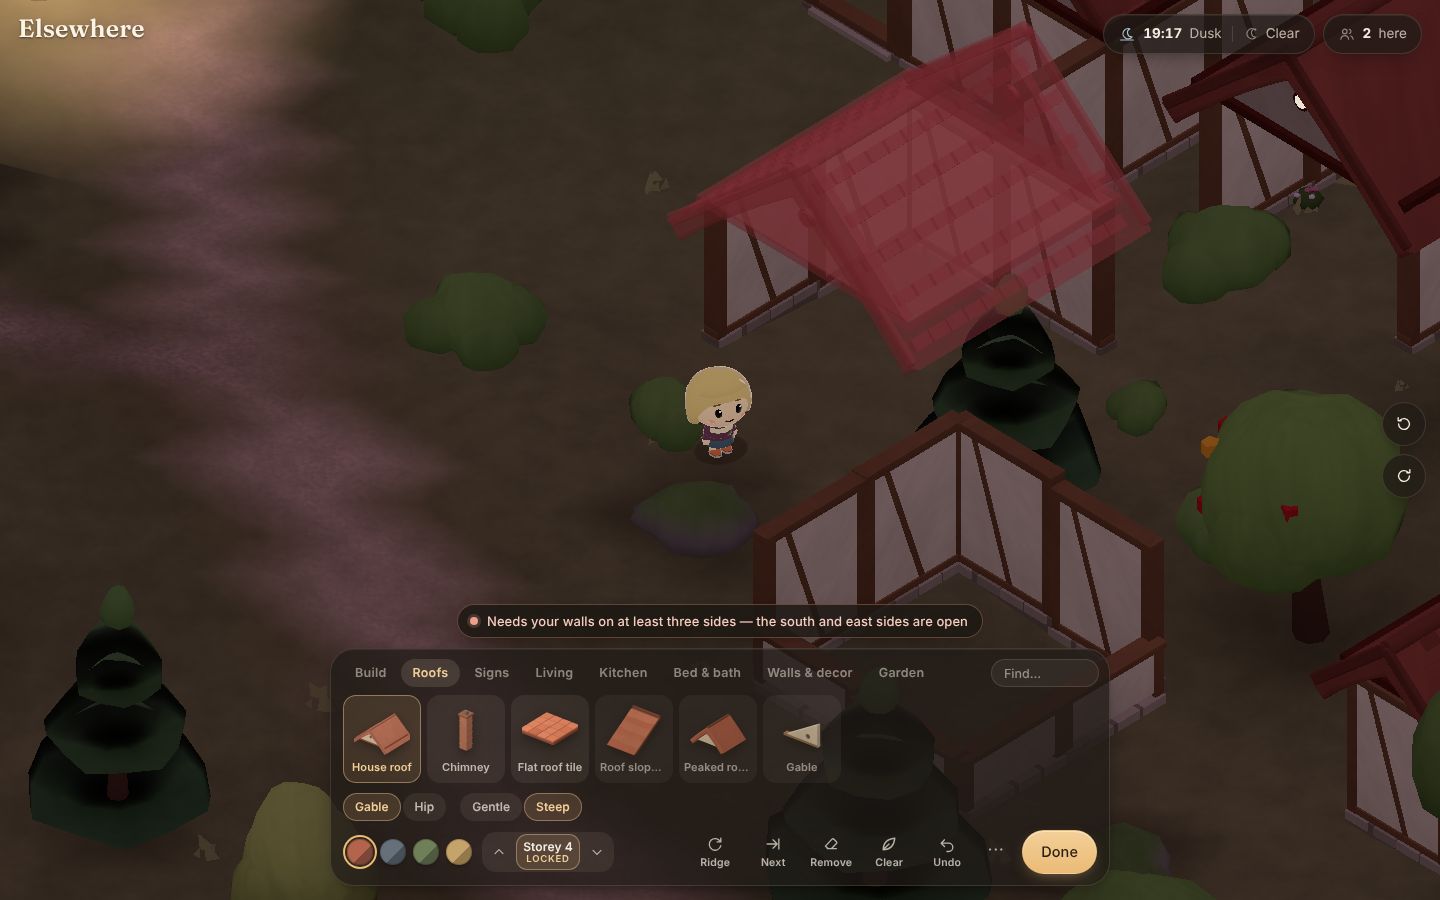 Elsewhere
19:17 Dusk Clear
2 here
Needs your walls on at least three sides — the south and east sides are open
Build Roofs Signs Living Kitchen Bed & bath Walls & decor Garden Find...
House roof Chimney Flat roof tile Roof slop... Peaked ro... Gable
Gable Hip Gentle Steep
Storey 4
LOCKED
Ridge Next Remove Clear Undo ... Done